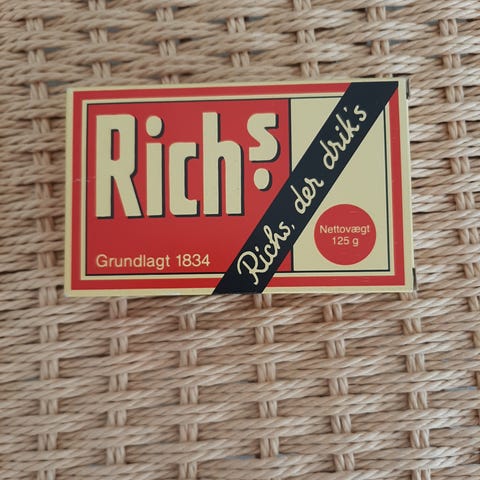 Richs
Grundlagt 1834
Richs, der drik's
Nettovægt
125 g